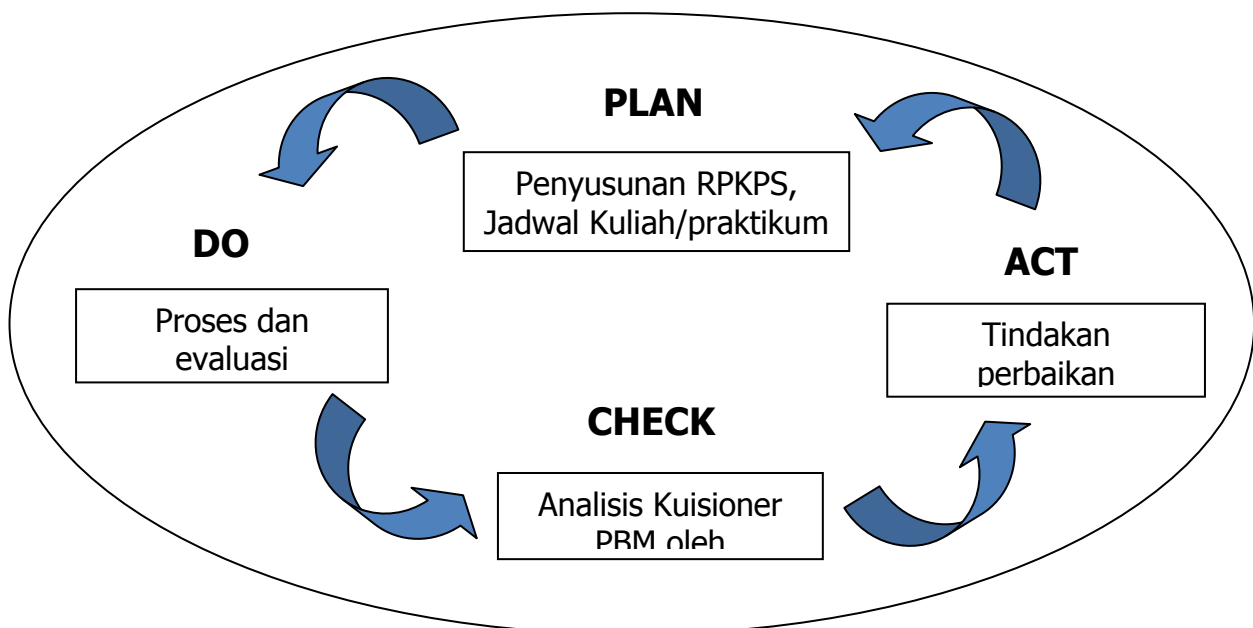 PLAN
Penyusunan RPKPS,
Jadwal Kuliah/praktikum
DO
Proses dan
evaluasi
ACT
Tindakan
perbaikan
CHECK
Analisis Kuisioner
PBM oleh